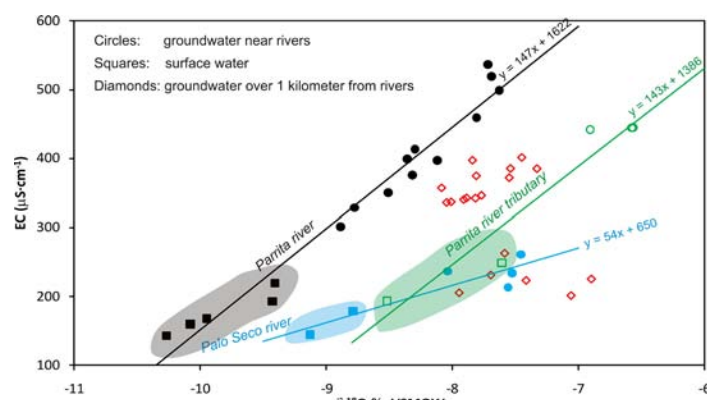 600
500
400
300
200
100
EC (µS·cm⁻¹)
Circles: groundwater near rivers
Squares: surface water
Diamonds: groundwater over 1 kilometer from rivers
y = 147x + 1622
y = 143x + 1386
y = 54x + 650
Parrita river
Parrita river tributary
Palo Seco river
-11
-10
-9
-8
-7
-6